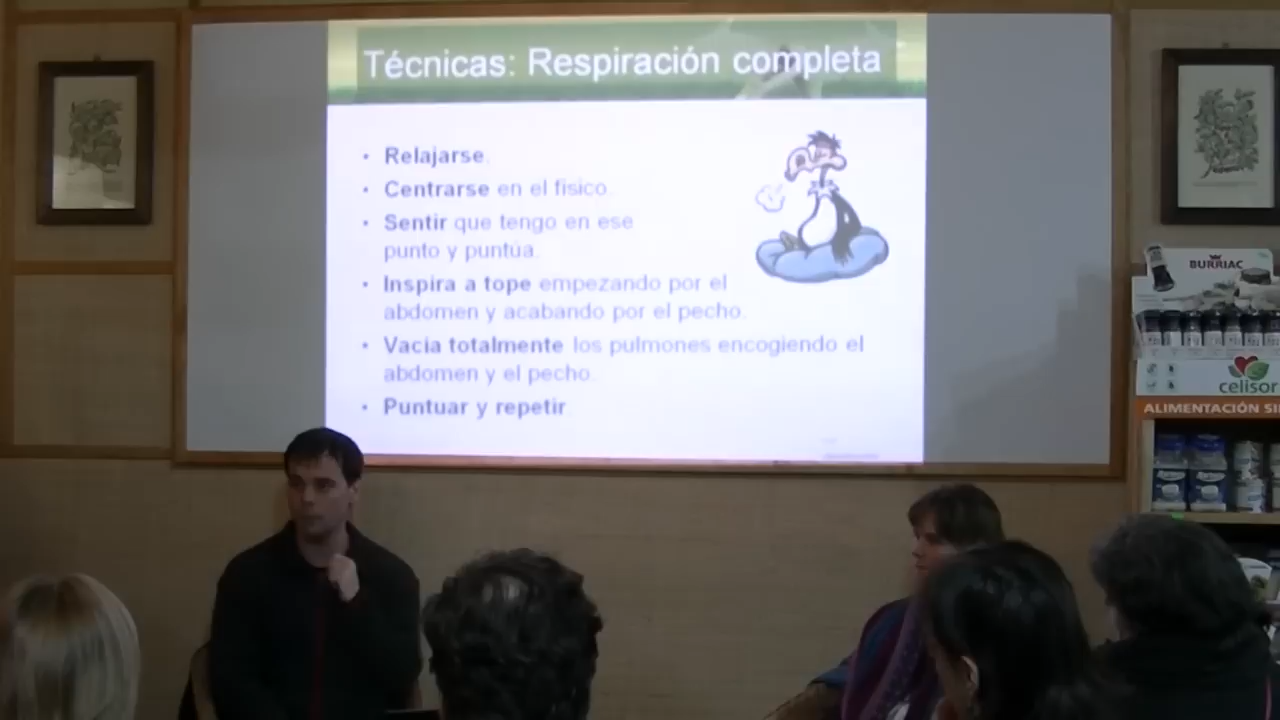 Técnicas: Respiración completa
• Relajarse.
• Centrarse en el físico.
• Sentir que tengo en ese
punto y puntúa.
• Inspira a tope empezando por el
abdomen y acabando por el pecho.
• Vacia totalmente los pulmones encogiendo el
abdomen y el pecho.
• Puntuar y repetir
BURRIAC
celisor
ALIMENTACIÓN SI